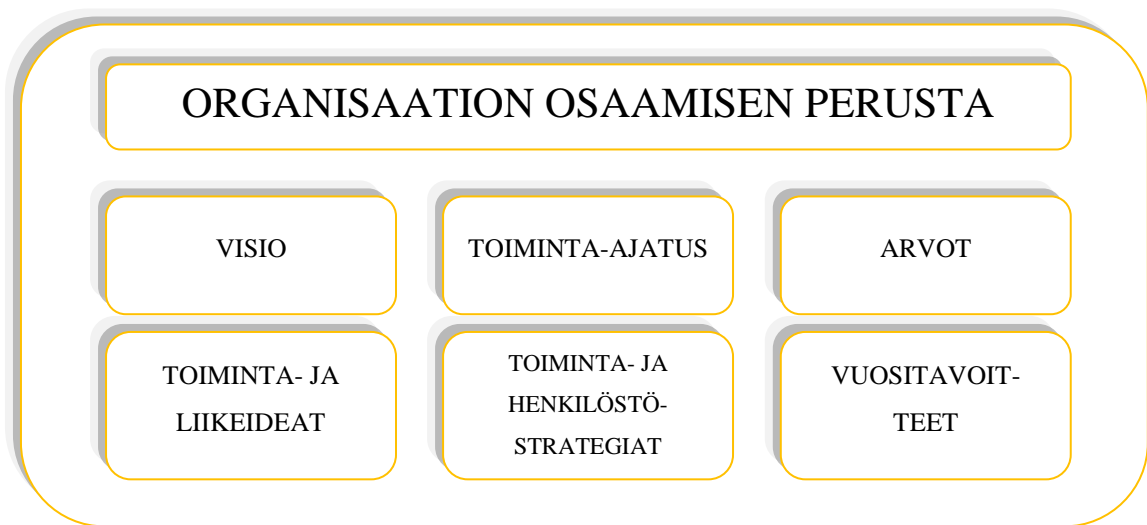 ORGANISAATION OSAAMISEN PERUSTA
VISIO
TOIMINTA-AJATUS
ARVOT
TOIMINTA- JA
LIIKEIDEAT
TOIMINTA- JA
HENKILÖSTÖ-
STRATEGIAT
VUOSITAVOIT-
TEET